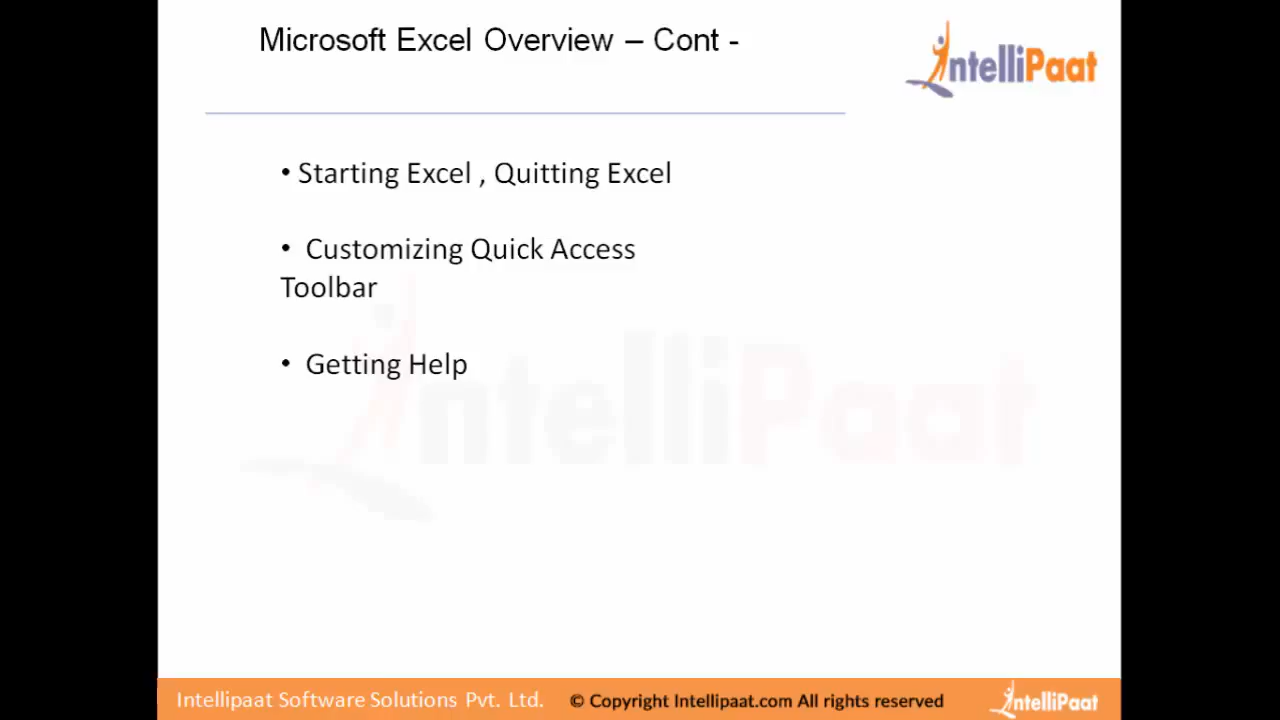 Microsoft Excel Overview – Cont -
IntelliPaat
• Starting Excel , Quitting Excel
• Customizing Quick Access
Toolbar
• Getting Help
IntelliPaat
Intellipaat Software Solutions Pvt. Ltd. © Copyright Intellipaat.com All rights reserved IntelliPaat